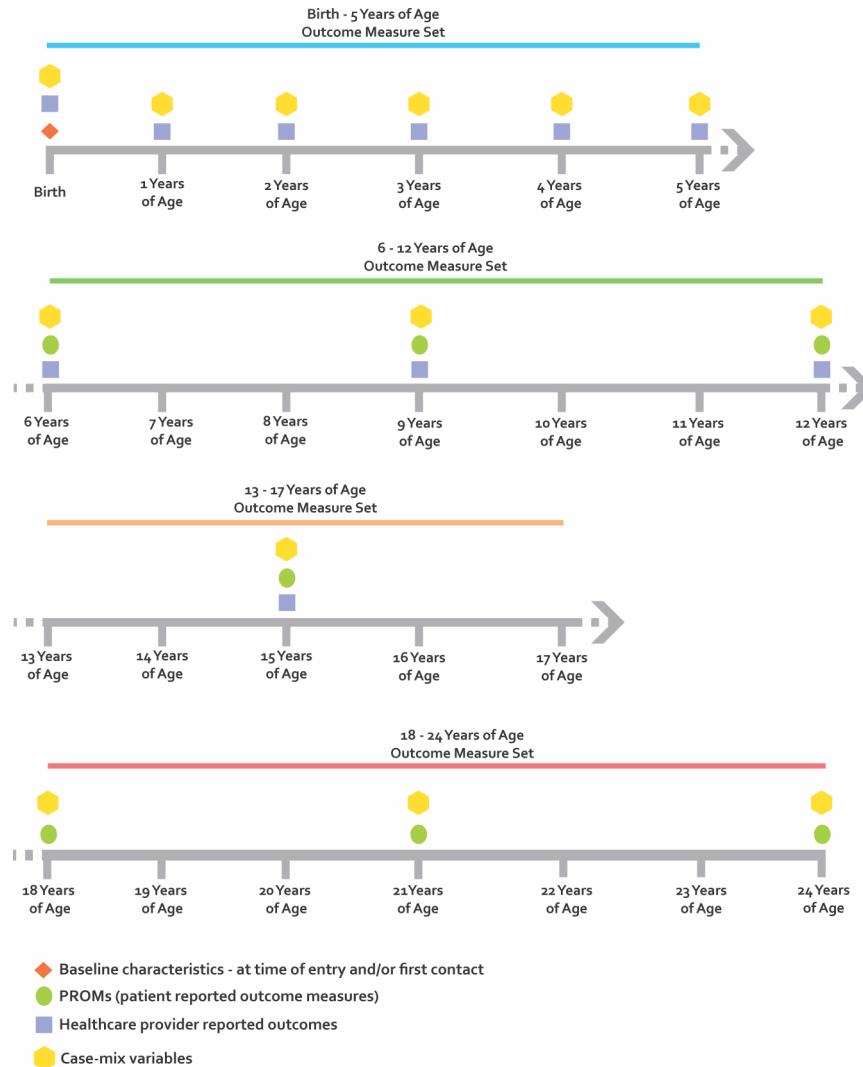 Birth - 5 Years of Age
Outcome Measure Set
Birth
1 Years
of Age
2 Years
of Age
3 Years
of Age
4 Years
of Age
5 Years
of Age
6 - 12 Years of Age
Outcome Measure Set
6 Years
of Age
7 Years
of Age
8 Years
of Age
9 Years
of Age
10 Years
of Age
11 Years
of Age
12 Years
of Age
13 - 17 Years of Age
Outcome Measure Set
13 Years
of Age
14 Years
of Age
15 Years
of Age
16 Years
of Age
17 Years
of Age
18 - 24 Years of Age
Outcome Measure Set
18 Years
of Age
19 Years
of Age
20 Years
of Age
21 Years
of Age
22 Years
of Age
23 Years
of Age
24 Years
of Age
Baseline characteristics - at time of entry and/or first contact
PROMs (patient reported outcome measures)
Healthcare provider reported outcomes
Case-mix variables